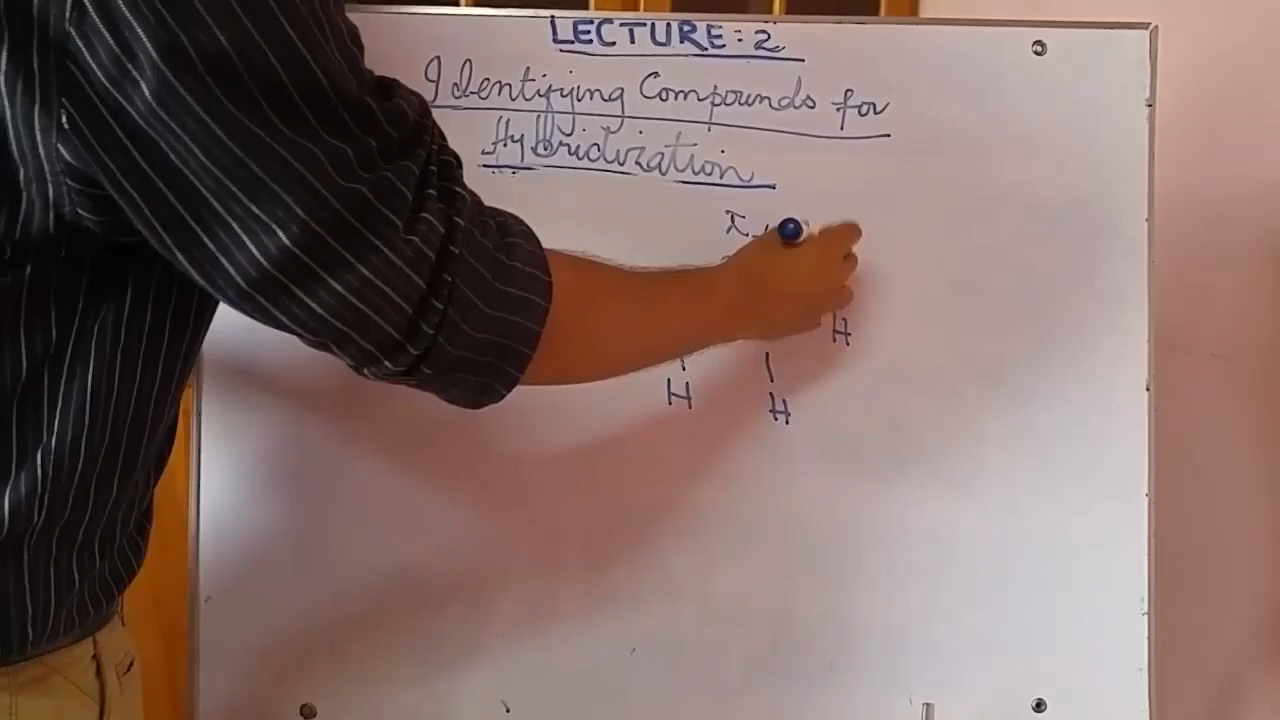 LECTURE: 2
Identifying Compounds for
Hybridization
H
H
H